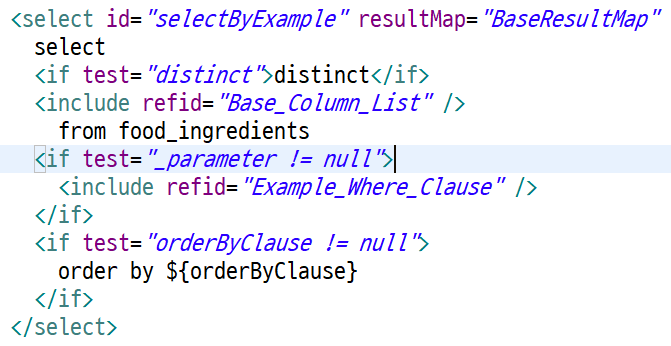 <select id="selectByExample" resultMap="BaseResultMap"
  select
  <if test="distinct">distinct</if>
  <include refid="Base_Column_List" />
    from food_ingredients
  <if test="_parameter != null">
    <include refid="Example_Where_Clause" />
  </if>
  <if test="orderByClause != null">
    order by ${orderByClause}
  </if>
</select>